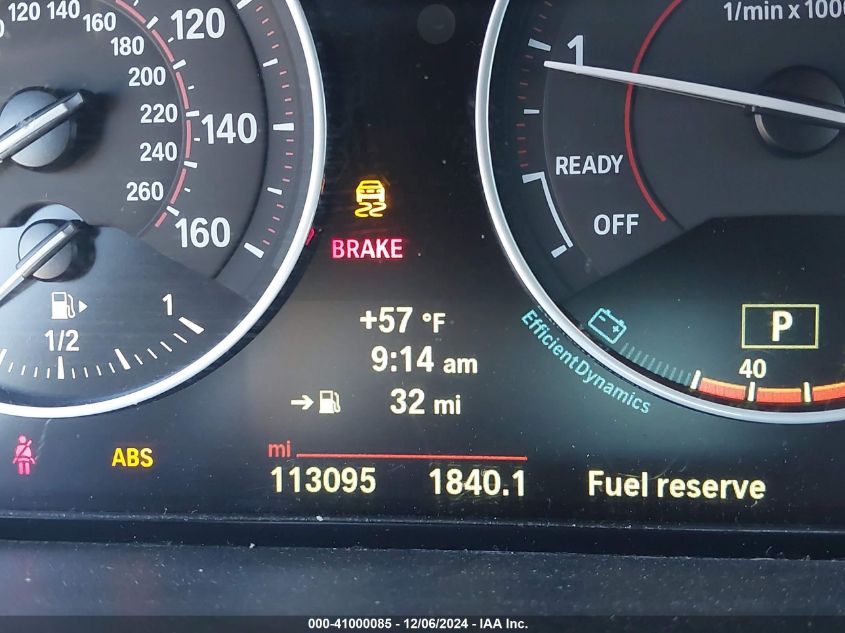 120 140 160 180 200 220 240 260
120 140 160
1/2 1
BRAKE
+57 °F
9:14 am
32 mi
mi
113095 1840.1
ABS
1/min x 1000
1
READY
OFF
EfficientDynamics
P
40
Fuel reserve
000-41000085 - 12/06/2024 - IAA Inc.